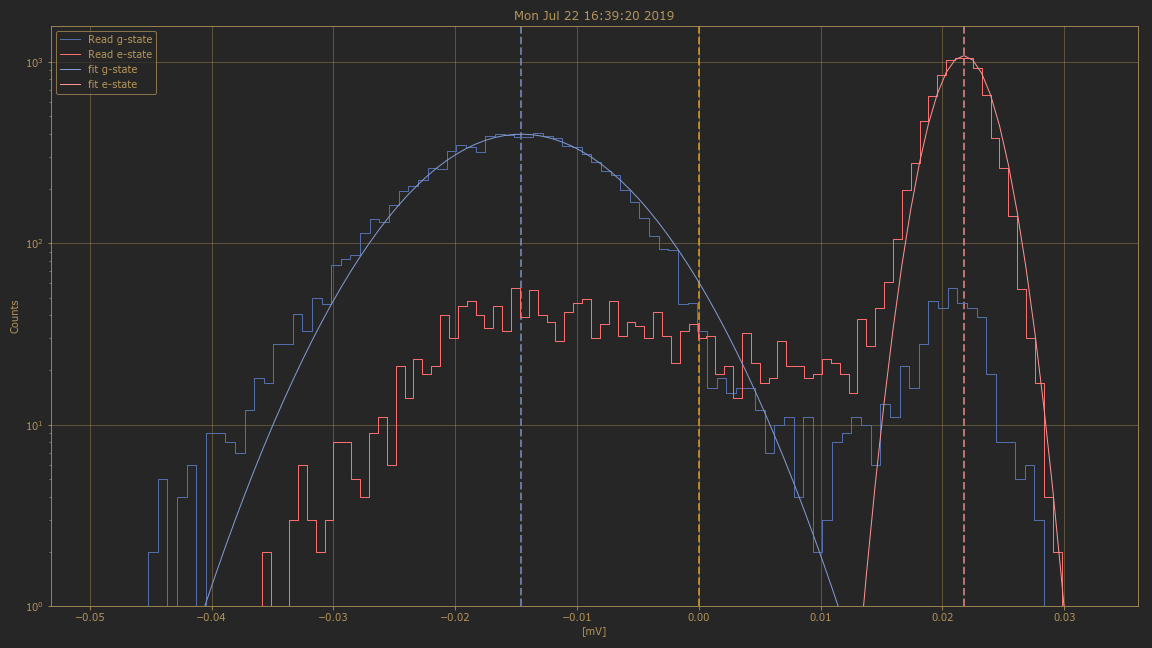 Mon Jul 22 16:39:20 2019
Read g-state
Read e-state
fit g-state
fit e-state
10³
10²
10¹
10⁰
Counts
−0.05 −0.04 −0.03 −0.02 −0.01 0.00 0.01 0.02 0.03
[mV]